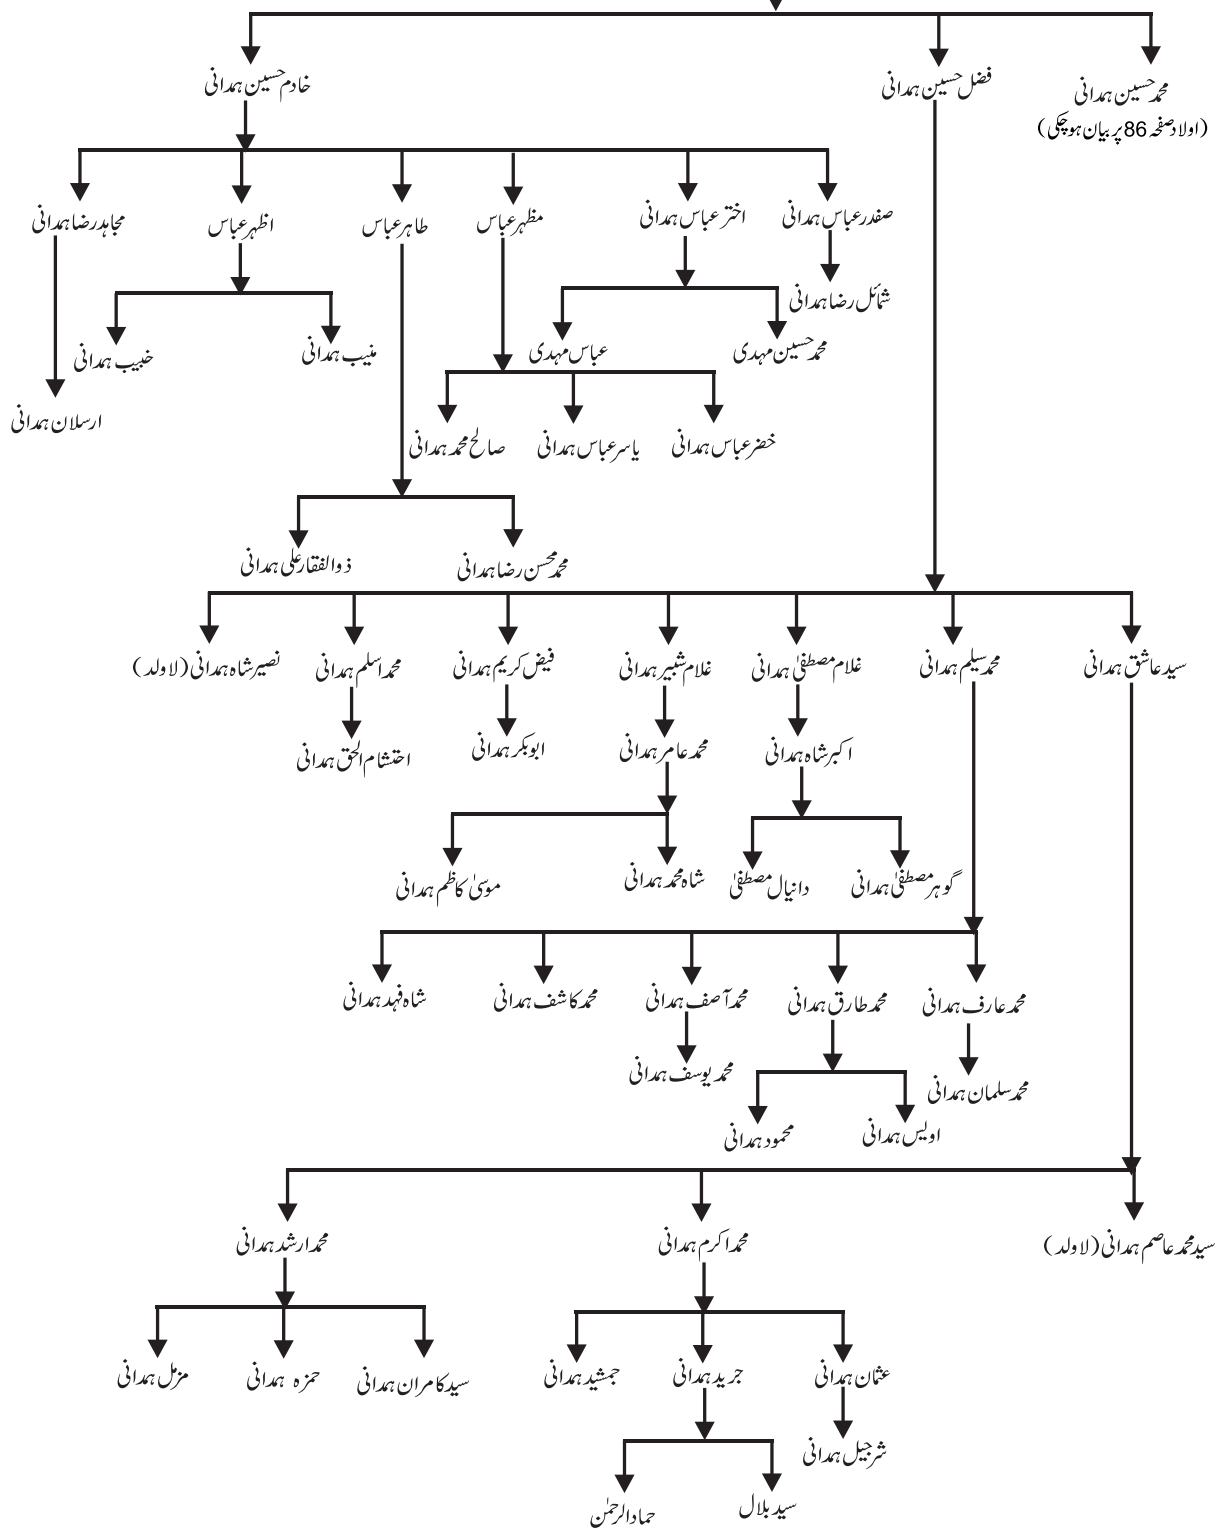 محمد حسین ہمدانی
(اولاد صفحہ 86 پر بیان ہوچکی)
فضل حسین ہمدانی
خادم حسین ہمدانی
صفدر عباس ہمدانی
اختر عباس ہمدانی
مظہر عباس
طاہر عباس
اظہر عباس
مجاہد رضا ہمدانی
شمائل رضا ہمدانی
محمد حسین مہدی
عباس مہدی
منیب ہمدانی
خبیب ہمدانی
ارسلان ہمدانی
خضر عباس ہمدانی
یاسر عباس ہمدانی
صالح محمد ہمدانی
محمد محسن رضا ہمدانی
ذوالفقار علی ہمدانی
سید عاشق ہمدانی
محمد سلیم ہمدانی
غلام مصطفیٰ ہمدانی
غلام شبیر ہمدانی
فیض کریم ہمدانی
محمد اسلم ہمدانی
نصیر شاہ ہمدانی (لاولد)
اکبر شاہ ہمدانی
محمد عامر ہمدانی
ابوبکر ہمدانی
احتشام الحق ہمدانی
گوہر مصطفیٰ ہمدانی
دانیال مصطفیٰ
شاہ محمد ہمدانی
موسیٰ کاظم ہمدانی
محمد عارف ہمدانی
محمد طارق ہمدانی
محمد آصف ہمدانی
محمد کاشف ہمدانی
شاہ فہد ہمدانی
محمد سلمان ہمدانی
محمد یوسف ہمدانی
اویس ہمدانی
محمود ہمدانی
سید محمد عاصم ہمدانی (لاولد)
محمد اکرم ہمدانی
محمد ارشد ہمدانی
عثمان ہمدانی
جرید ہمدانی
جمشید ہمدانی
سید کامران ہمدانی
حمزہ ہمدانی
مزمل ہمدانی
شرجیل ہمدانی
سید بلال
حماد الرحمٰن